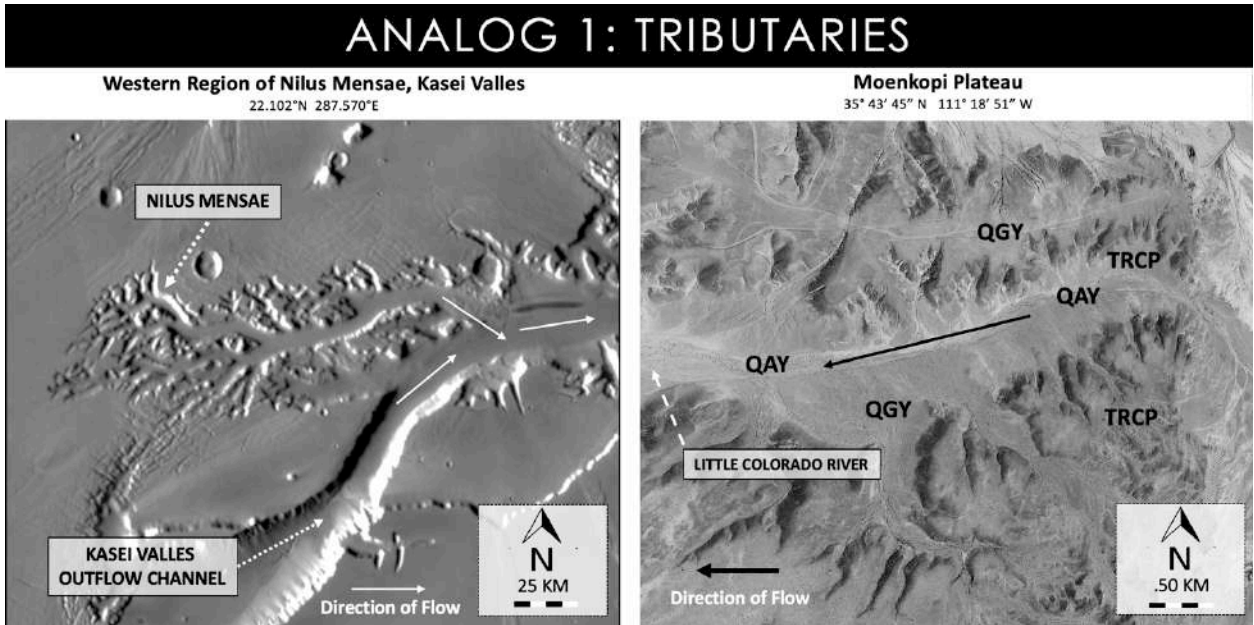 ANALOG 1: TRIBUTARIES
Western Region of Nilus Mensae, Kasei Valles
22.102°N 287.570°E
NILUS MENSAE
KASEI VALLES
OUTFLOW CHANNEL
Direction of Flow
N
25 KM
Moenkopi Plateau
35° 43’ 45” N 111° 18’ 51” W
QGY
TRCP
QAY
QAY
QGY
TRCP
LITTLE COLORADO RIVER
Direction of Flow
N
.50 KM